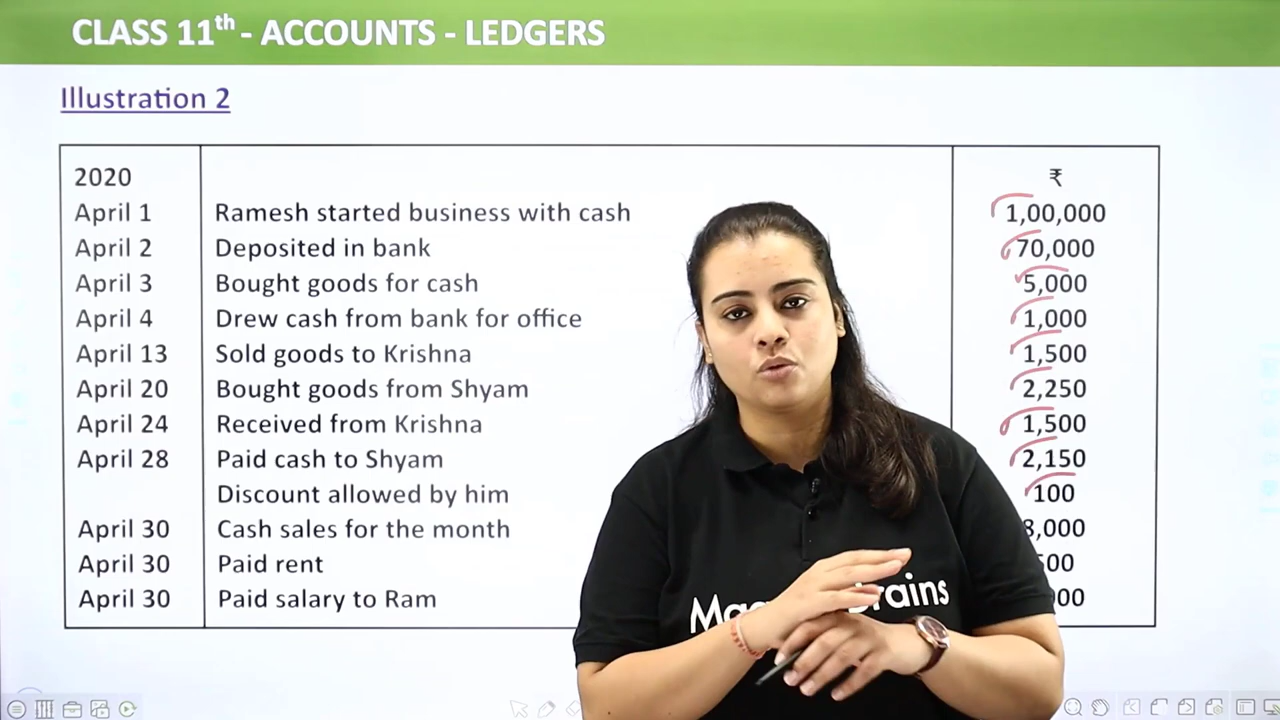 CLASS 11th - ACCOUNTS - LEDGERS
Illustration 2
2020 ₹
April 1 Ramesh started business with cash 1,00,000
April 2 Deposited in bank 70,000
April 3 Bought goods for cash 5,000
April 4 Drew cash from bank for office 1,000
April 13 Sold goods to Krishna 1,500
April 20 Bought goods from Shyam 2,250
April 24 Received from Krishna 1,500
April 28 Paid cash to Shyam 2,150
Discount allowed by him 100
April 30 Cash sales for the month 8,000
April 30 Paid rent
April 30 Paid salary to Ram